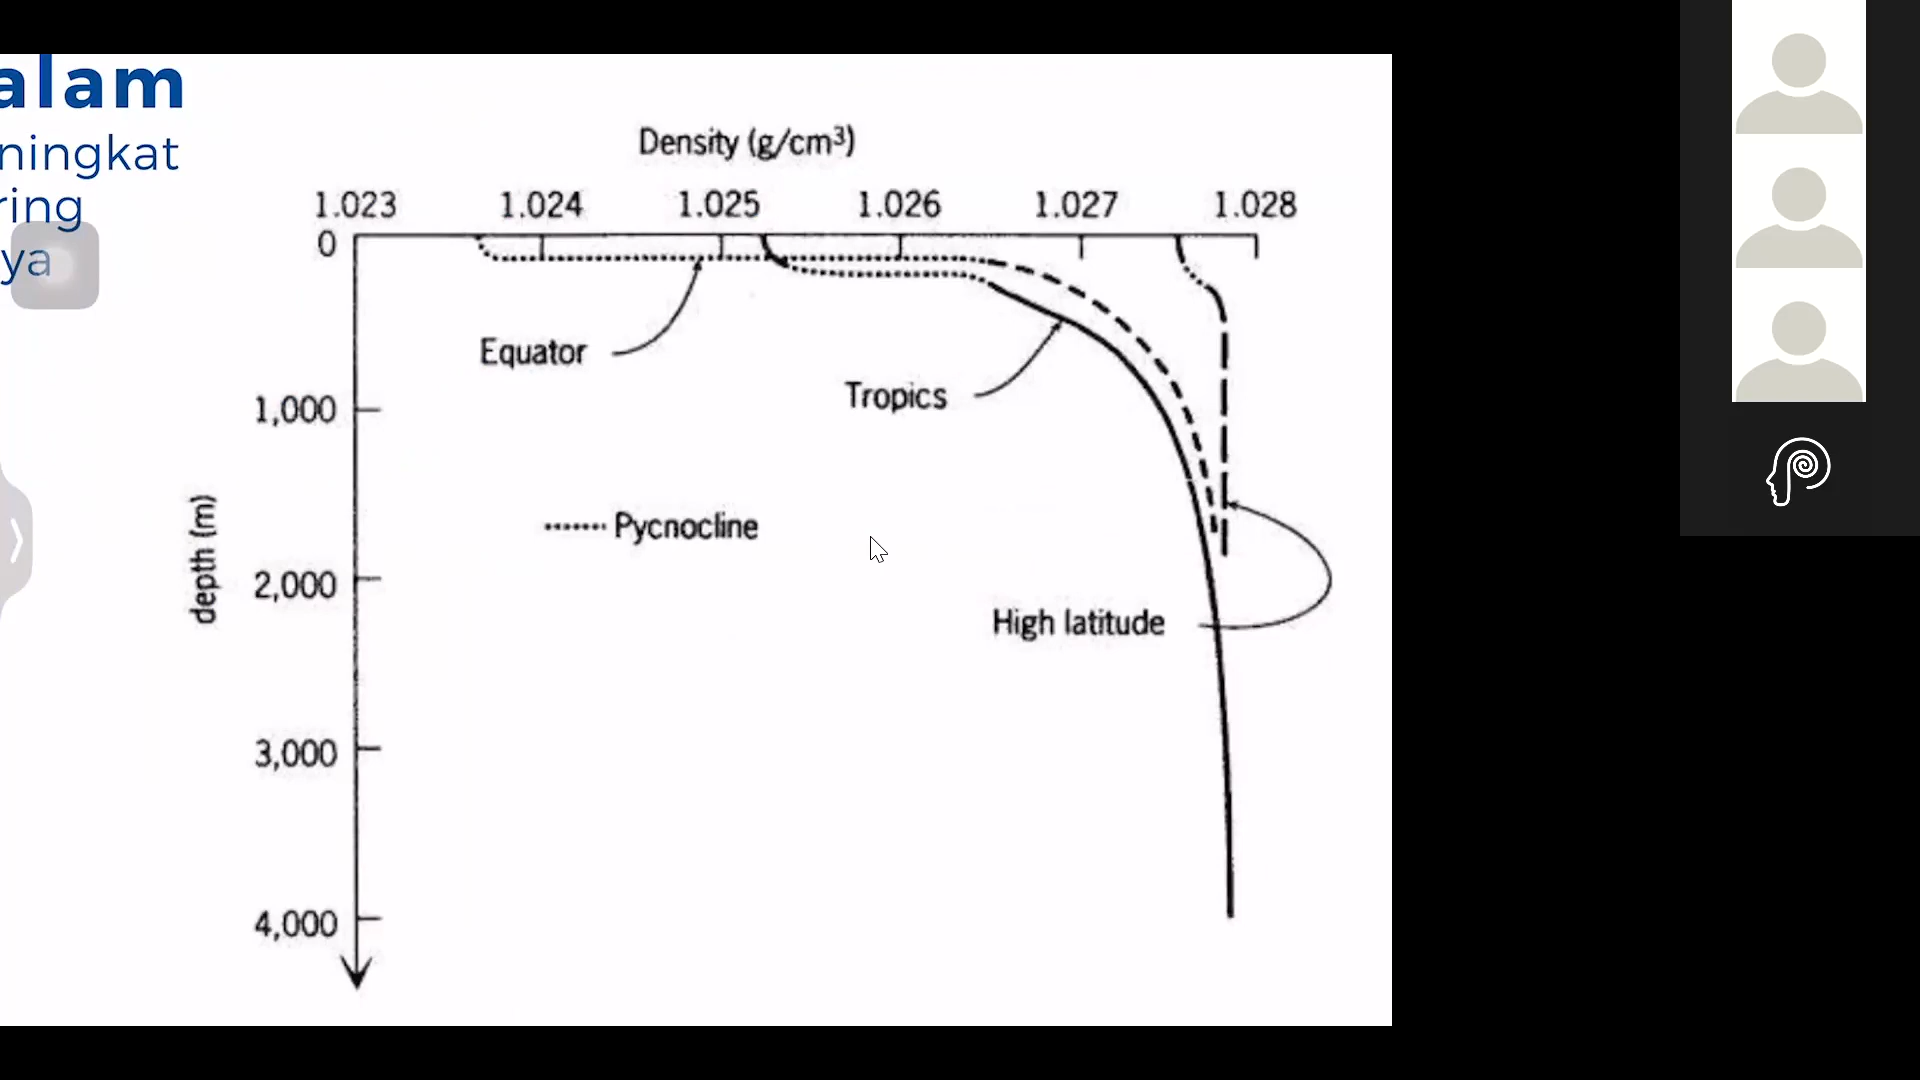 alam
ningkat
ring
ya
Density (g/cm³)
1.023 1.024 1.025 1.026 1.027 1.028
0
Equator
Tropics
1,000
Pycnocline
depth (m)
2,000
High latitude
3,000
4,000